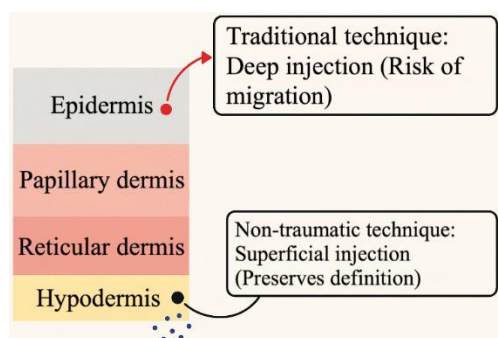 Traditional technique:
Deep injection (Risk of
migration)
Epidermis
Papillary dermis
Reticular dermis
Hypodermis
Non-traumatic technique:
Superficial injection
(Preserves definition)